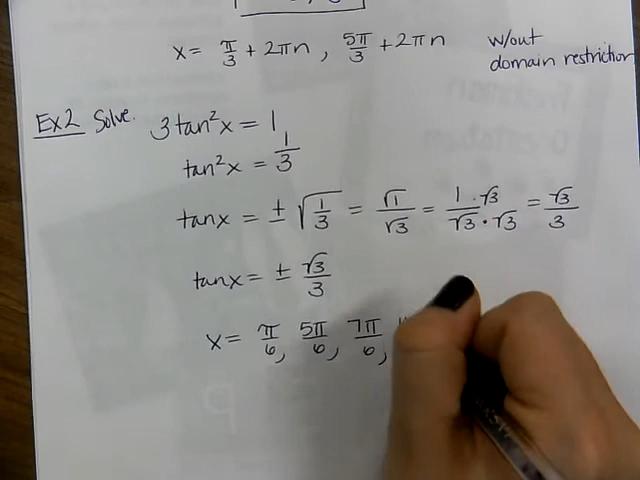 x = π/3 + 2πn , 5π/3 + 2πn w/out
domain restriction
Ex2 Solve. 3tan²x = 1
tan²x = 1/3
tanx = ± √(1/3) = √1/√3 = 1·√3/√3·√3 = √3/3
tanx = ± √3/3
x = π/6, 5π/6, 7π/6,